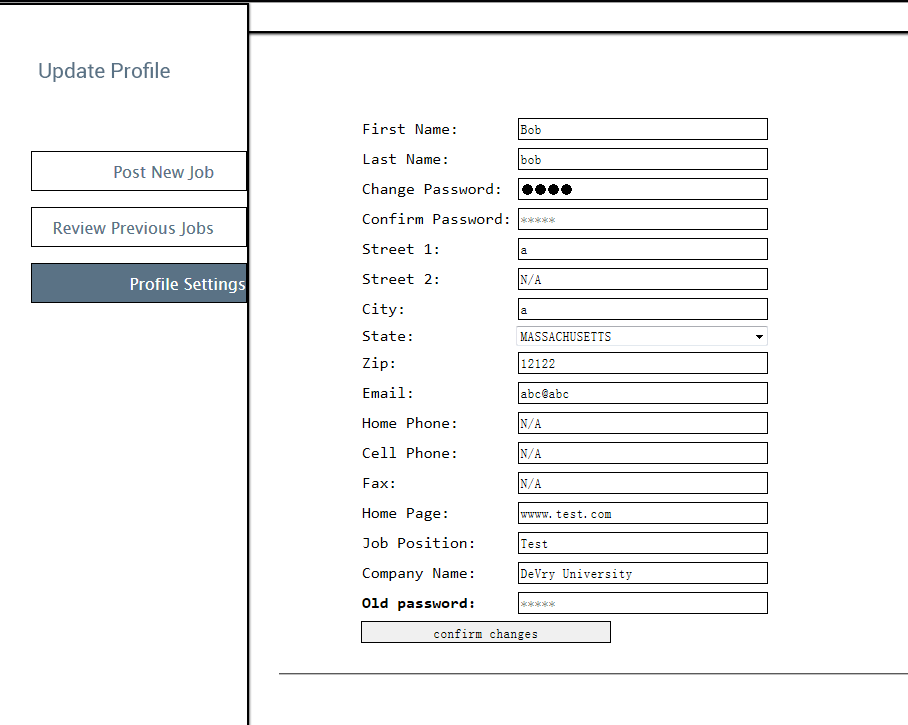 Update Profile
Post New Job
Review Previous Jobs
Profile Settings
First Name: Bob
Last Name: bob
Change Password: ●●●●
Confirm Password: *****
Street 1: a
Street 2: N/A
City: a
State: MASSACHUSETTS
Zip: 12122
Email: abc@abc
Home Phone: N/A
Cell Phone: N/A
Fax: N/A
Home Page: wwww.test.com
Job Position: Test
Company Name: DeVry University
Old password: *****
confirm changes